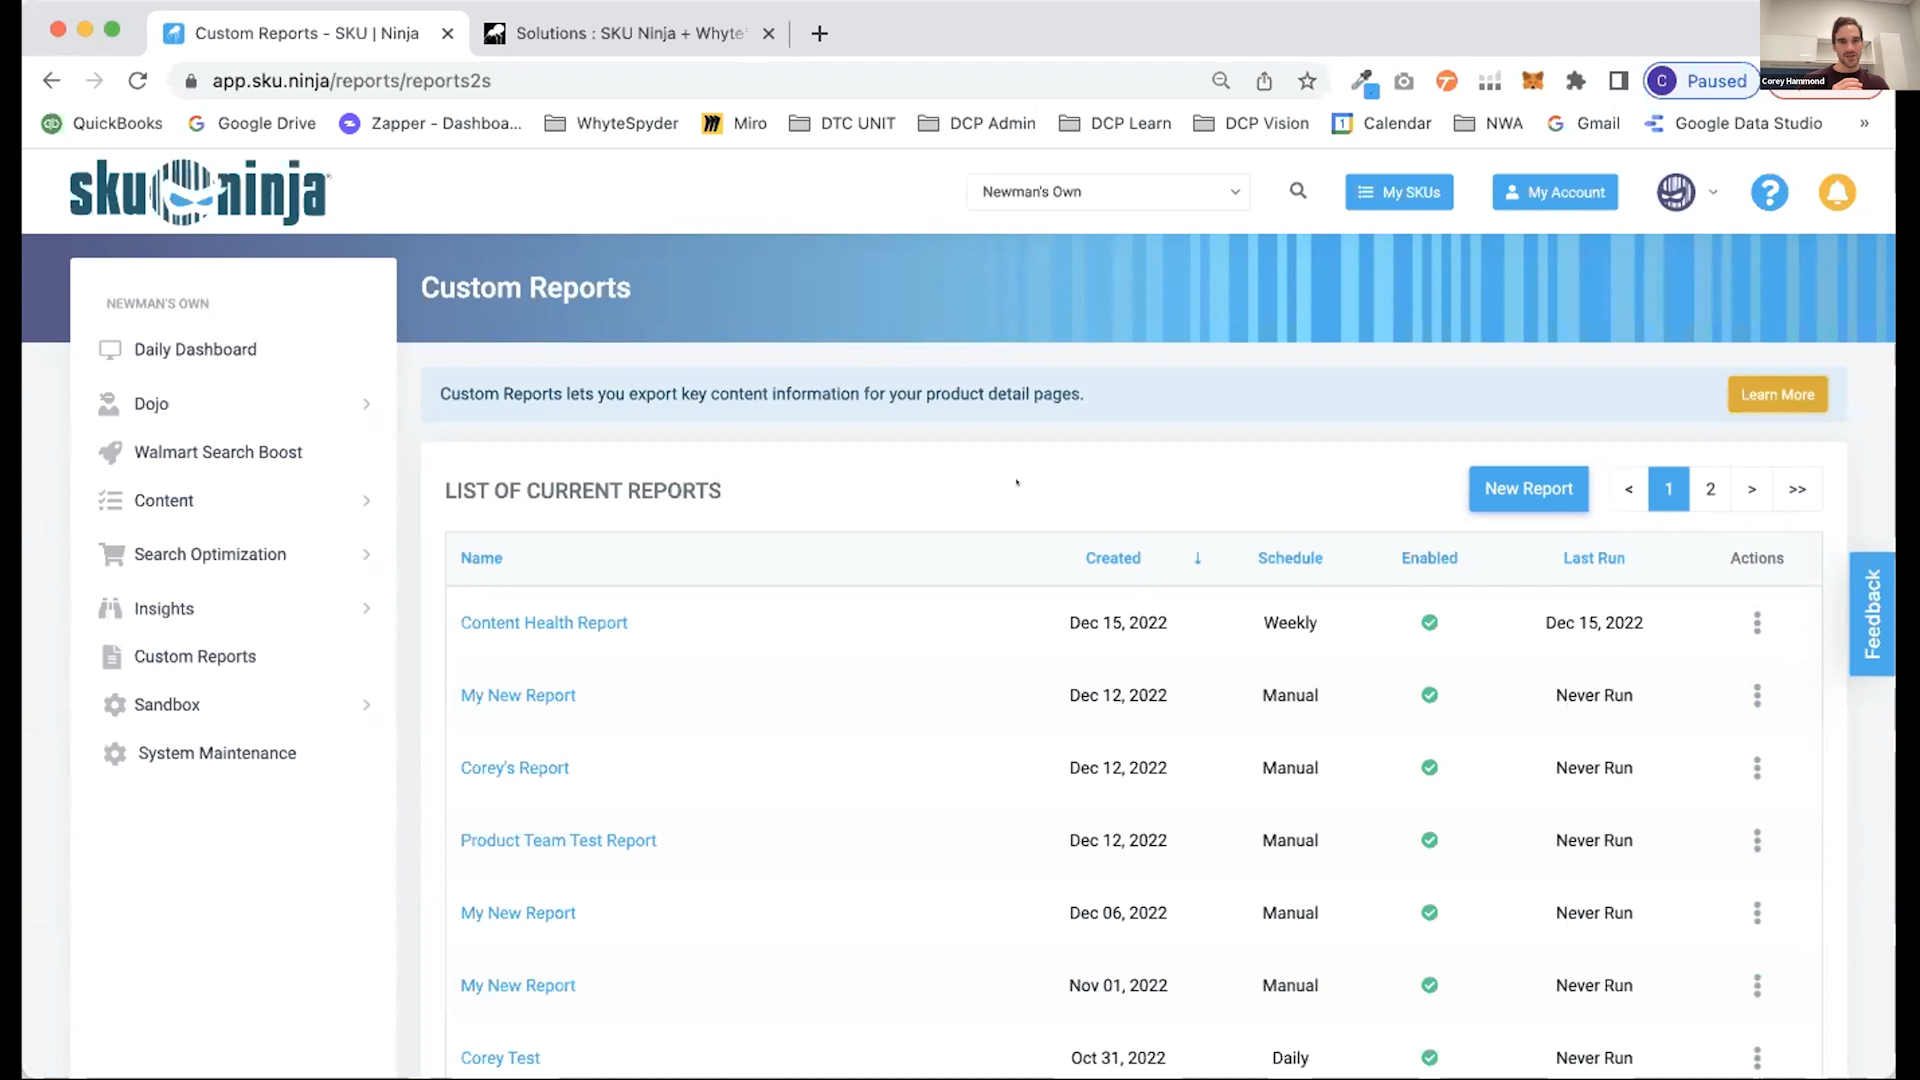 Custom Reports - SKU | Ninja
Solutions : SKU Ninja + Whyte
app.sku.ninja/reports/reports2s
C Paused
Corey Hammond
QuickBooks
Google Drive
Zapper - Dashboa...
WhyteSpyder
Miro
DTC UNIT
DCP Admin
DCP Learn
DCP Vision
1 Calendar
NWA
Gmail
Google Data Studio
»
sku ninja
Newman's Own
My SKUs
My Account
?
Custom Reports
NEWMAN'S OWN
Daily Dashboard
Dojo
Walmart Search Boost
Content
Search Optimization
Insights
Custom Reports
Sandbox
System Maintenance
Custom Reports lets you export key content information for your product detail pages.
Learn More
LIST OF CURRENT REPORTS
New Report
< 1 2 > >>
Name Created ↓ Schedule Enabled Last Run Actions
Content Health Report Dec 15, 2022 Weekly Dec 15, 2022
My New Report Dec 12, 2022 Manual Never Run
Corey's Report Dec 12, 2022 Manual Never Run
Product Team Test Report Dec 12, 2022 Manual Never Run
My New Report Dec 06, 2022 Manual Never Run
My New Report Nov 01, 2022 Manual Never Run
Corey Test Oct 31, 2022 Daily Never Run
Feedback